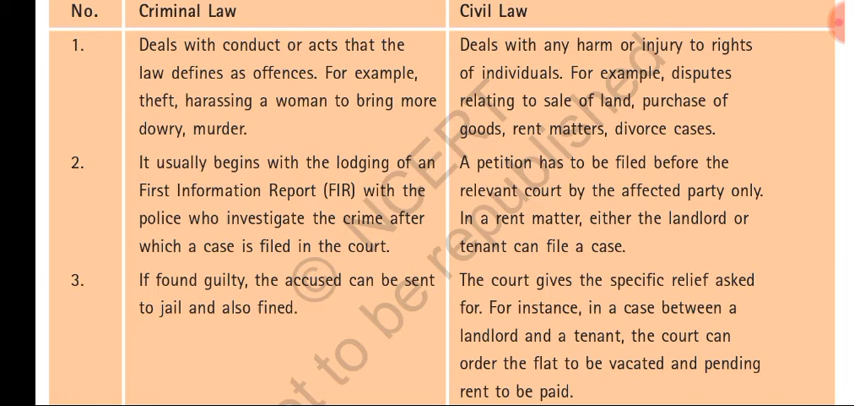 No.
Criminal Law
Civil Law
1.
Deals with conduct or acts that the
law defines as offences. For example,
theft, harassing a woman to bring more
dowry, murder.
Deals with any harm or injury to rights
of individuals. For example, disputes
relating to sale of land, purchase of
goods, rent matters, divorce cases.
2.
It usually begins with the lodging of an
First Information Report (FIR) with the
police who investigate the crime after
which a case is filed in the court.
A petition has to be filed before the
relevant court by the affected party only.
In a rent matter, either the landlord or
tenant can file a case.
3.
If found guilty, the accused can be sent
to jail and also fined.
The court gives the specific relief asked
for. For instance, in a case between a
landlord and a tenant, the court can
order the flat to be vacated and pending
rent to be paid.
© NCERT
to be republished